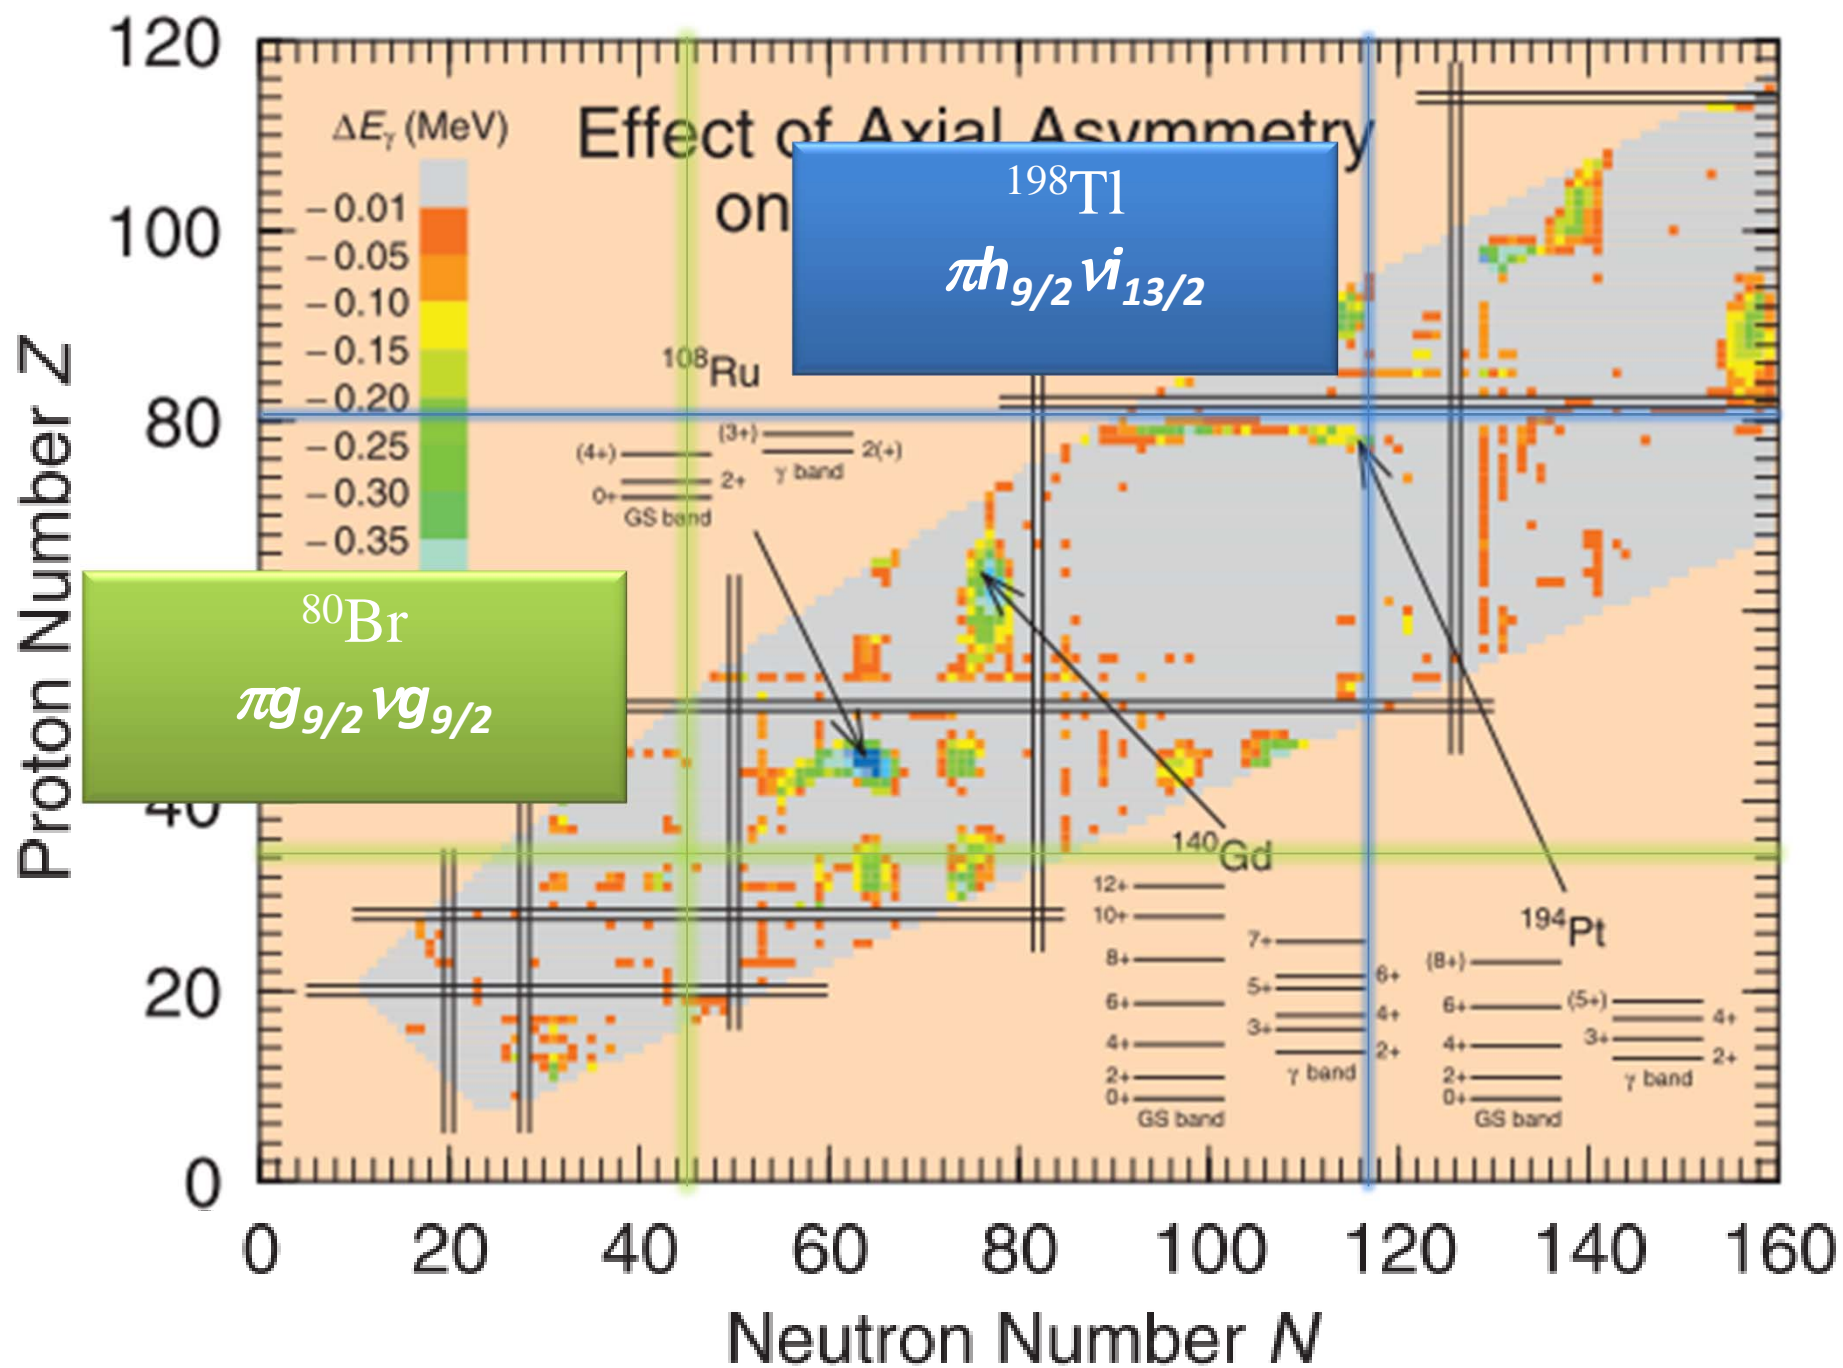 120
100
80
40
20
0
Proton Number Z
0 20 40 60 80 100 120 140 160
Neutron Number N
ΔEγ (MeV)
−0.01
−0.05
−0.10
−0.15
−0.20
−0.25
−0.30
−0.35
Effect of Axial Asymmetry
on
198Tl
πh9/2 νi13/2
80Br
πg9/2 νg9/2
108Ru
(4+)
2+
0+
GS band
(3+)
2(+)
γ band
140Gd
12+
10+
8+
6+
4+
2+
0+
GS band
7+
6+
5+
4+
3+
2+
γ band
194Pt
(8+)
6+
4+
2+
0+
GS band
(5+)
4+
3+
2+
γ band